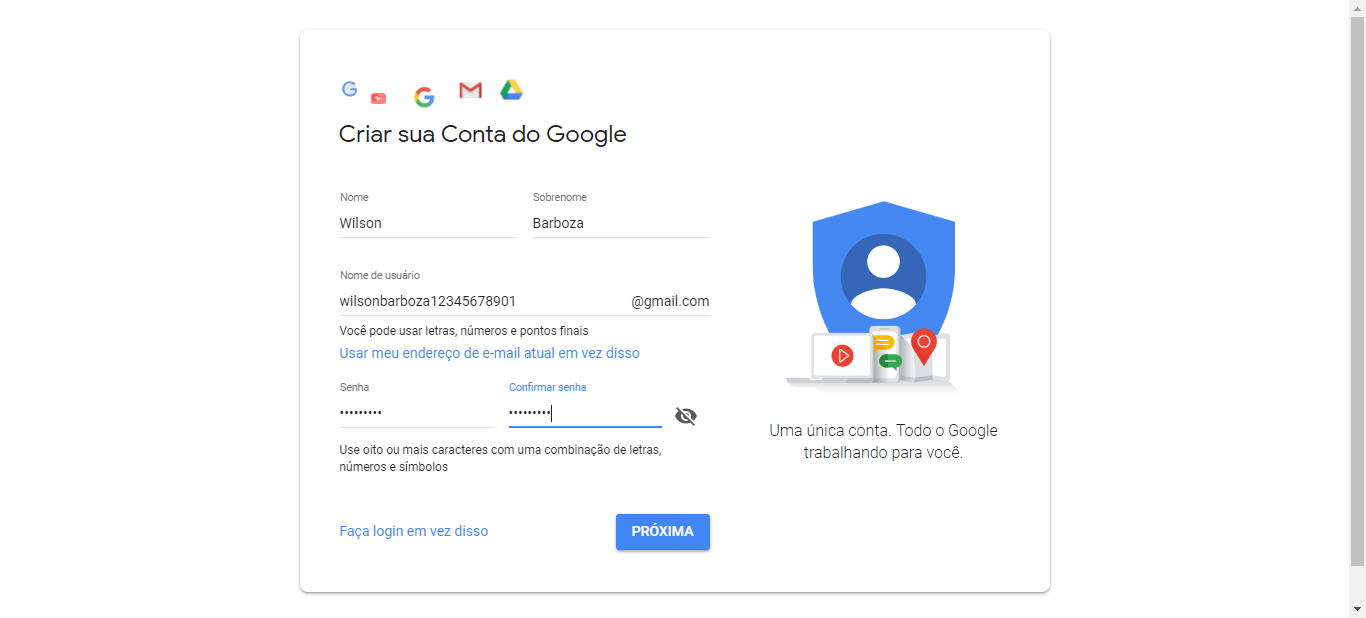 Criar sua Conta do Google
Nome
Sobrenome
Wilson
Barboza
Nome de usuário
wilsonbarboza12345678901
@gmail.com
Você pode usar letras, números e pontos finais
Usar meu endereço de e-mail atual em vez disso
Senha
Confirmar senha
•••••••••
•••••••••
Use oito ou mais caracteres com uma combinação de letras,
números e símbolos
Faça login em vez disso
PRÓXIMA
Uma única conta. Todo o Google
trabalhando para você.